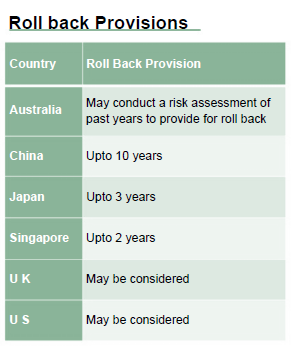 Roll back Provisions
Country Roll Back Provision
Australia May conduct a risk assessment of
past years to provide for roll back
China Upto 10 years
Japan Upto 3 years
Singapore Upto 2 years
U K May be considered
U S May be considered